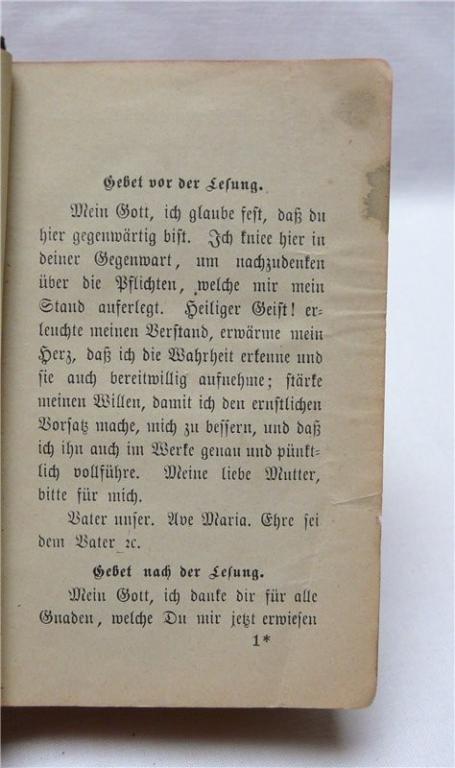 Gebet vor der Lesung.
Mein Gott, ich glaube fest, daß du
hier gegenwärtig bist. Ich kniee hier in
deiner Gegenwart, um nachzudenken
über die Pflichten, welche mir mein
Stand auferlegt. Heiliger Geist! er-
leuchte meinen Verstand, erwärme mein
Herz, daß ich die Wahrheit erkenne und
sie auch bereitwillig aufnehme; stärke
meinen Willen, damit ich den ernstlichen
Vorsatz mache, mich zu bessern, und daß
ich ihn auch im Werke genau und pünkt-
lich vollführe. Meine liebe Mutter,
bitte für mich.
Vater unser. Ave Maria. Ehre sei
dem Vater ꝛc.
Gebet nach der Lesung.
Mein Gott, ich danke dir für alle
Gnaden, welche Du mir jetzt erwiesen
1*